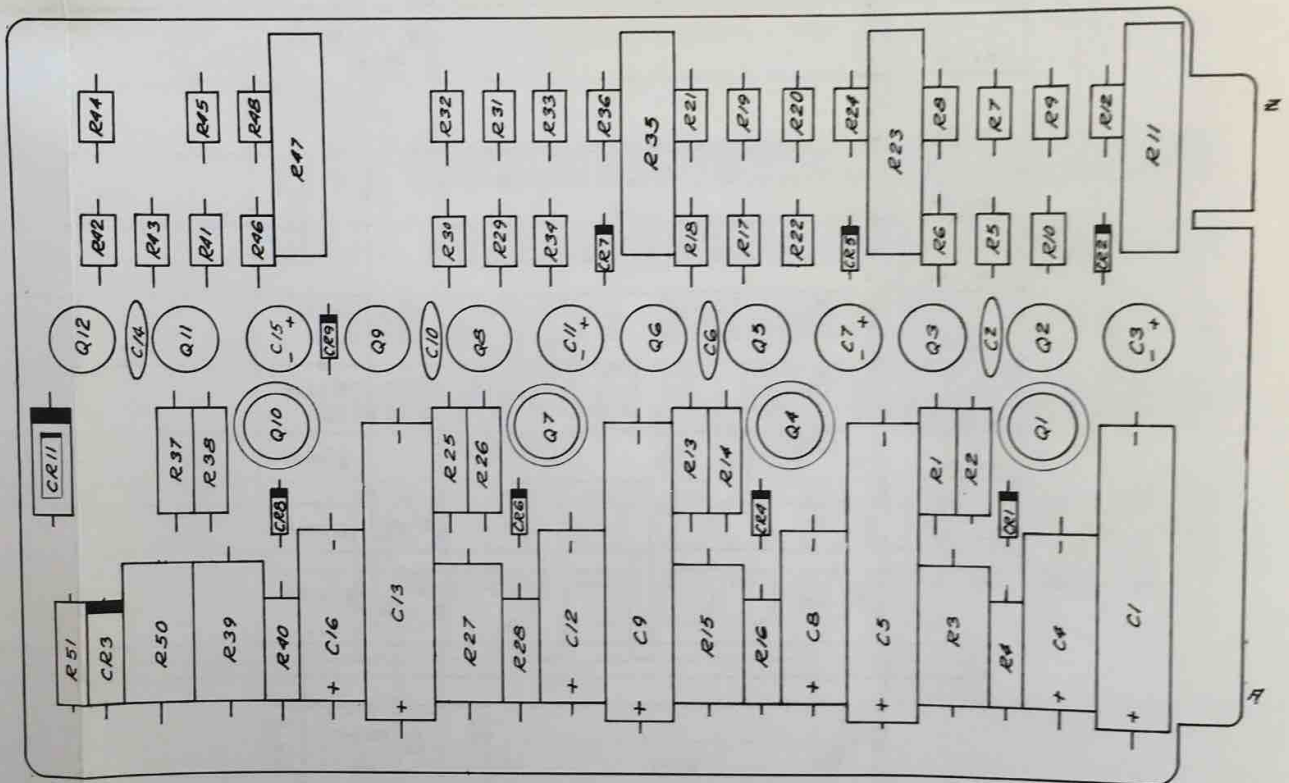 R44
R45
R48
R47
R32
R31
R33
R36
R35
R21
R19
R20
R24
R23
R8
R7
R9
R12
R11
R42
R43
R41
R46
R30
R29
R34
CR7
R18
R17
R22
CR5
R6
R5
R10
CR2
Q12
C14
Q11
- C15 +
CR9
Q9
C10
Q8
- C11 +
Q6
C6
Q5
- C7 +
Q3
C2
Q2
- C3 +
CR11
R37
R38
Q10
R25
R26
Q7
R13
R14
Q4
R1
R2
Q1
CR8
CR6
CR4
CR1
R51
CR3
R50
R39
R40
+ C16 -
+ C13 -
R27
R28
+ C12 -
+ C9 -
R15
R16
+ C8 -
+ C5 -
R3
R4
+ C4 -
+ C1 -
N
A